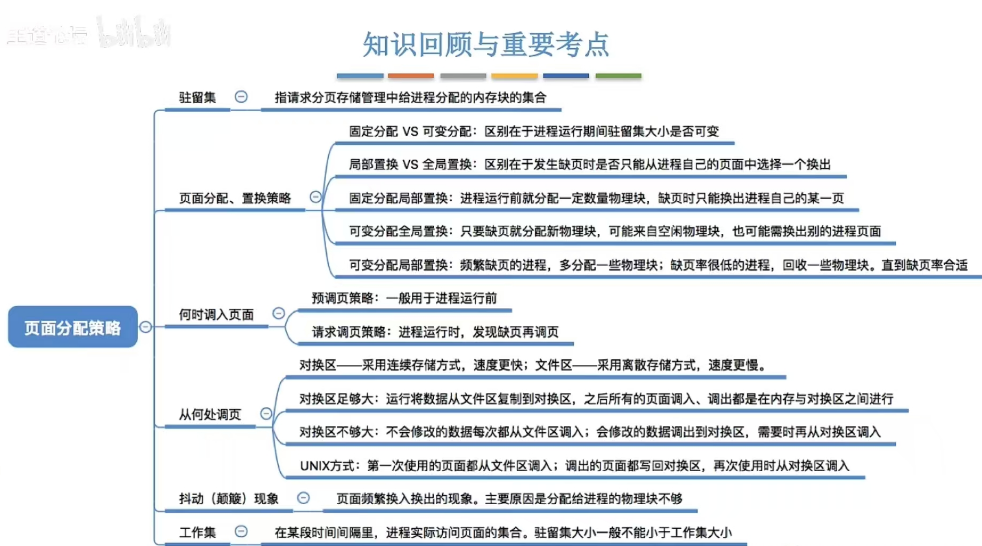 bilibili
知识回顾与重要考点
驻留集
指请求分页存储管理中给进程分配的内存块的集合
页面分配、置换策略
固定分配 VS 可变分配：区别在于进程运行期间驻留集大小是否可变
局部置换 VS 全局置换：区别在于发生缺页时是否只能从进程自己的页面中选择一个换出
固定分配局部置换：进程运行前就分配一定数量物理块，缺页时只能换出进程自己的某一页
可变分配全局置换：只要缺页就分配新物理块，可能来自空闲物理块，也可能需换出别的进程页面
可变分配局部置换：频繁缺页的进程，多分配一些物理块；缺页率很低的进程，回收一些物理块。直到缺页率合适
页面分配策略
何时调入页面
预调页策略：一般用于进程运行前
请求调页策略：进程运行时，发现缺页再调页
从何处调页
对换区——采用连续存储方式，速度更快；文件区——采用离散存储方式，速度更慢。
对换区足够大：运行将数据从文件区复制到对换区，之后所有的页面调入、调出都是在内存与对换区之间进行
对换区不够大：不会修改的数据每次都从文件区调入；会修改的数据调出到对换区，需要时再从对换区调入
UNIX方式：第一次使用的页面都从文件区调入；调出的页面都写回对换区，再次使用时从对换区调入
抖动（颠簸）现象
页面频繁换入换出的现象。主要原因是分配给进程的物理块不够
工作集
在某段时间间隔里，进程实际访问页面的集合。驻留集大小一般不能小于工作集大小